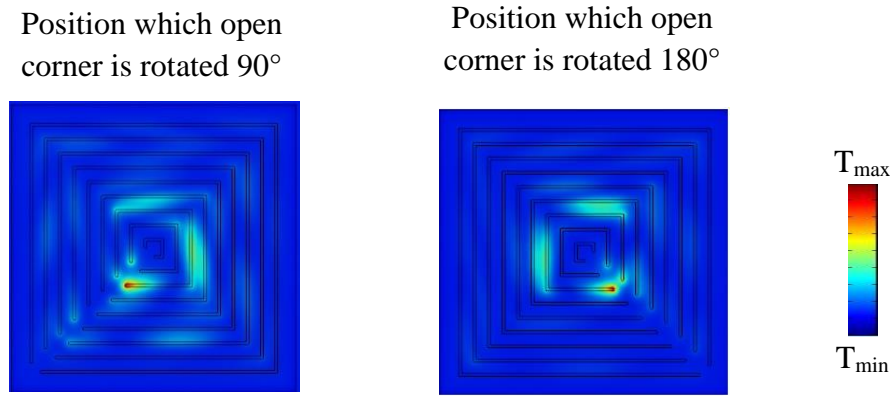 Position which open
corner is rotated 90°
Position which open
corner is rotated 180°
Tmax
Tmin